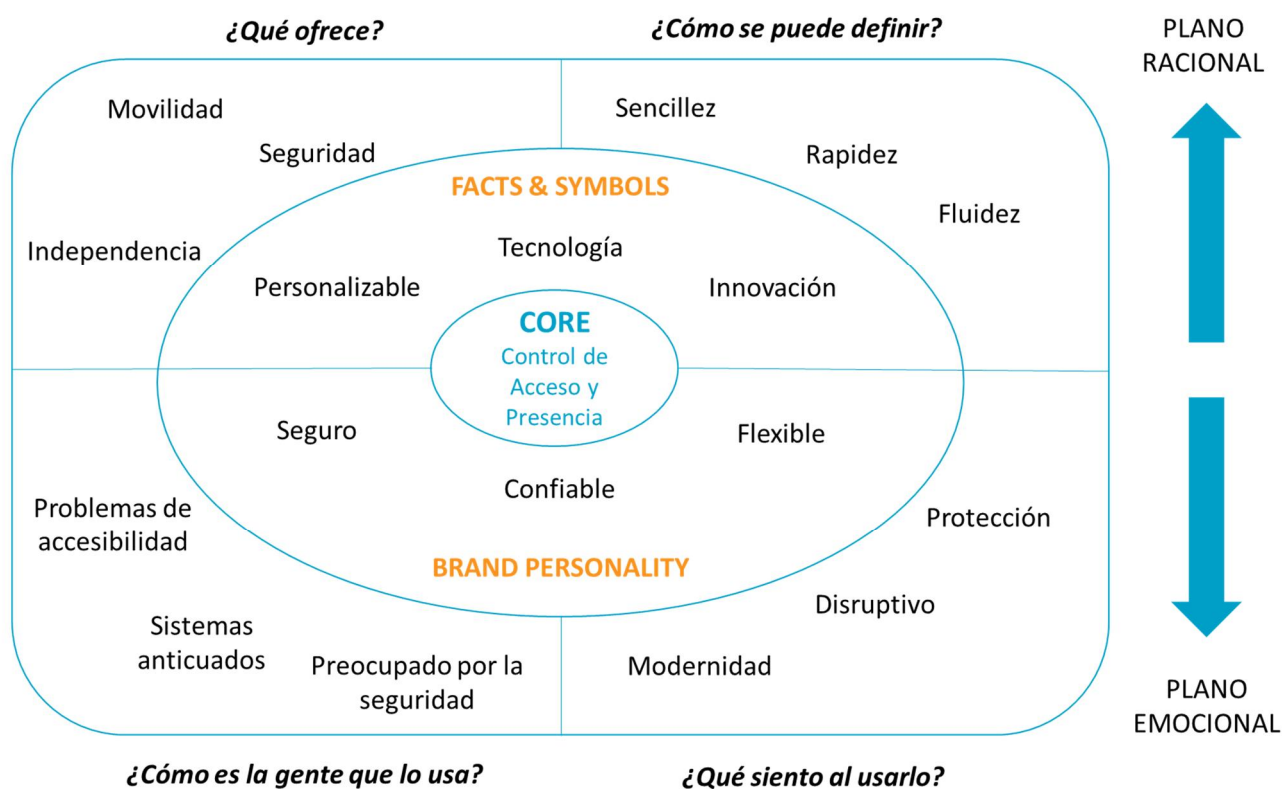 ¿Qué ofrece?
¿Cómo se puede definir?
PLANO
RACIONAL
Movilidad
Seguridad
Independencia
Sencillez
Rapidez
Fluidez
FACTS & SYMBOLS
Tecnología
Personalizable
Innovación
CORE
Control de
Acceso y
Presencia
Seguro
Flexible
Confiable
BRAND PERSONALITY
Problemas de
accesibilidad
Sistemas
anticuados
Preocupado por la
seguridad
Protección
Disruptivo
Modernidad
PLANO
EMOCIONAL
¿Cómo es la gente que lo usa?
¿Qué siento al usarlo?